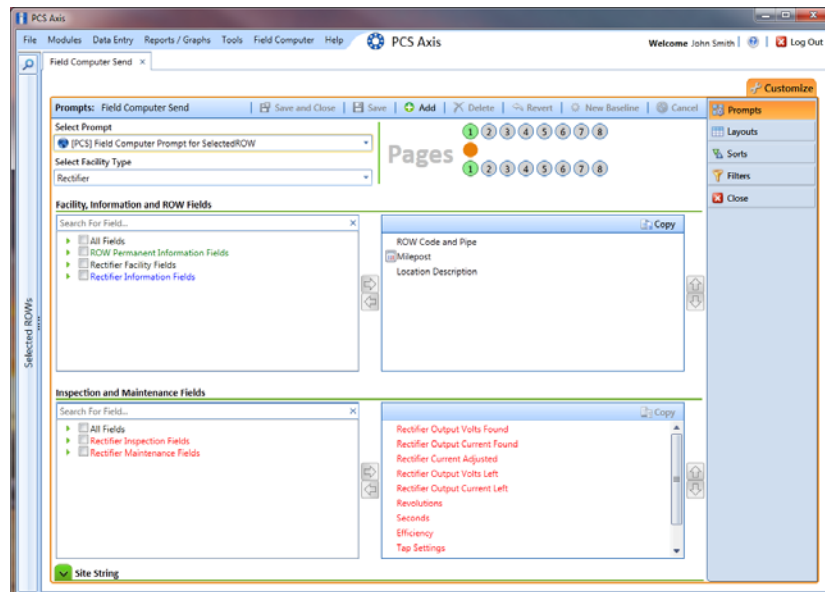 PCS Axis
File Modules Data Entry Reports / Graphs Tools Field Computer Help PCS Axis Welcome John Smith | | Log Out
Field Computer Send ×
Customize
Prompts: Field Computer Send | Save and Close | Save | Add | Delete | Revert | New Baseline | Cancel
Prompts
Layouts
Sorts
Filters
Close
Select Prompt
[PCS] Field Computer Prompt for SelectedROW
Select Facility Type
Rectifier
Pages
1 2 3 4 5 6 7 8
1 2 3 4 5 6 7 8
Facility, Information and ROW Fields
Search For Field... ×
All Fields
ROW Permanent Information Fields
Rectifier Facility Fields
Rectifier Information Fields
Copy
ROW Code and Pipe
Milepost
Location Description
Selected ROWs
Inspection and Maintenance Fields
Search For Field... ×
All Fields
Rectifier Inspection Fields
Rectifier Maintenance Fields
Copy
Rectifier Output Volts Found
Rectifier Output Current Found
Rectifier Current Adjusted
Rectifier Output Volts Left
Rectifier Output Current Left
Revolutions
Seconds
Efficiency
Tap Settings
Site String